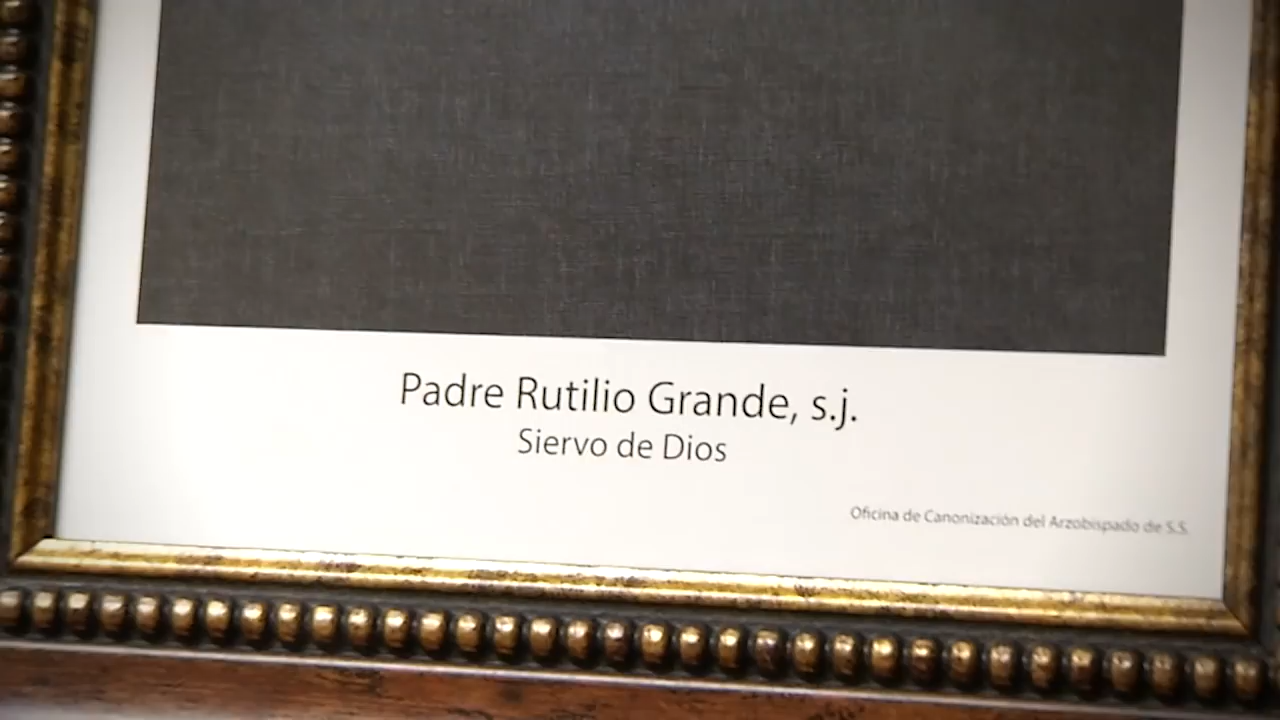 Padre Rutilio Grande, s.j.
Siervo de Dios
Oficina de Canonización del Arzobispado de S.S.